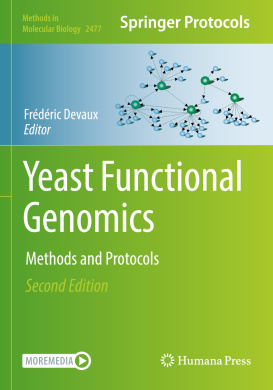 Methods in
Molecular Biology 2477
Springer Protocols
Frédéric Devaux
Editor
Yeast Functional
Genomics
Methods and Protocols
Second Edition
MOREMEDIA
Humana Press